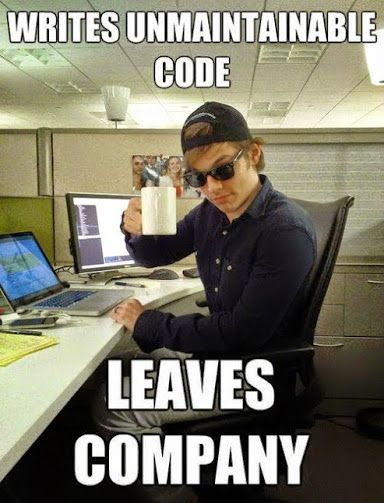 WRITES UNMAINTAINABLE
CODE
LEAVES
COMPANY